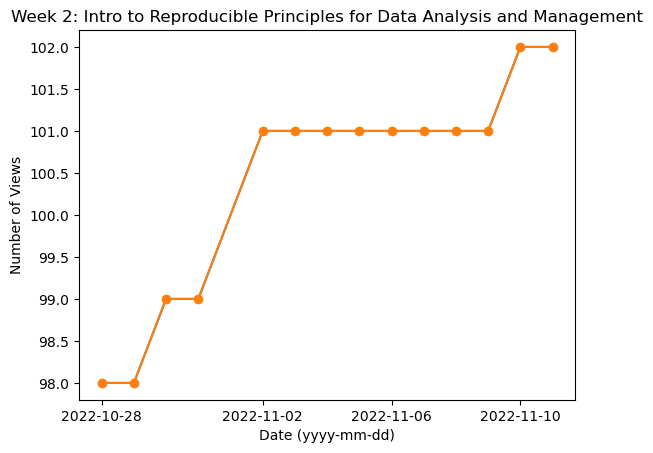 Week 2: Intro to Reproducible Principles for Data Analysis and Management
102.0
101.5
101.0
100.5
100.0
99.5
99.0
98.5
98.0
Number of Views
2022-10-28 2022-11-02 2022-11-06 2022-11-10
Date (yyyy-mm-dd)